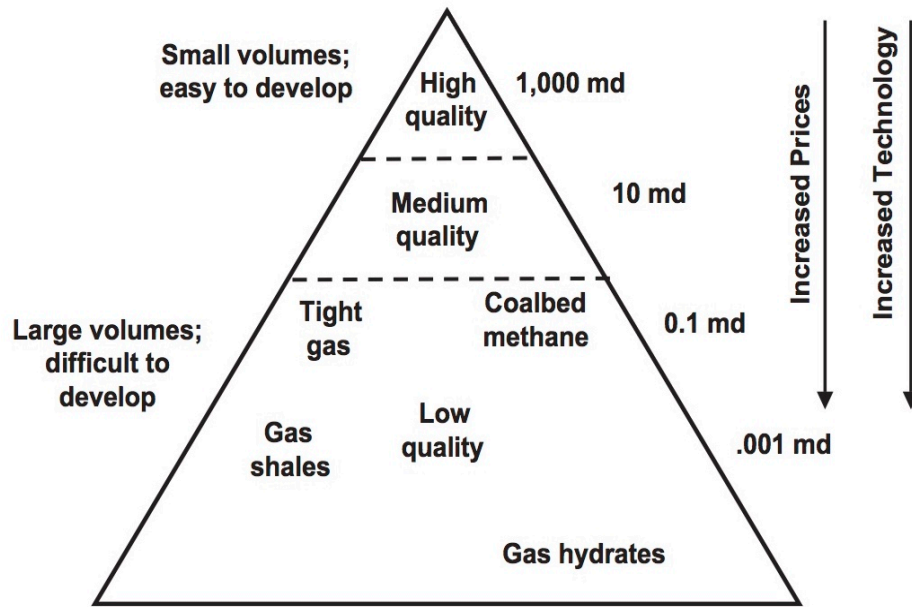 Small volumes;
easy to develop
High
quality
1,000 md
Medium
quality
10 md
Large volumes;
difficult to
develop
Tight
gas
Coalbed
methane
0.1 md
Gas
shales
Low
quality
.001 md
Gas hydrates
Increased Prices
Increased Technology